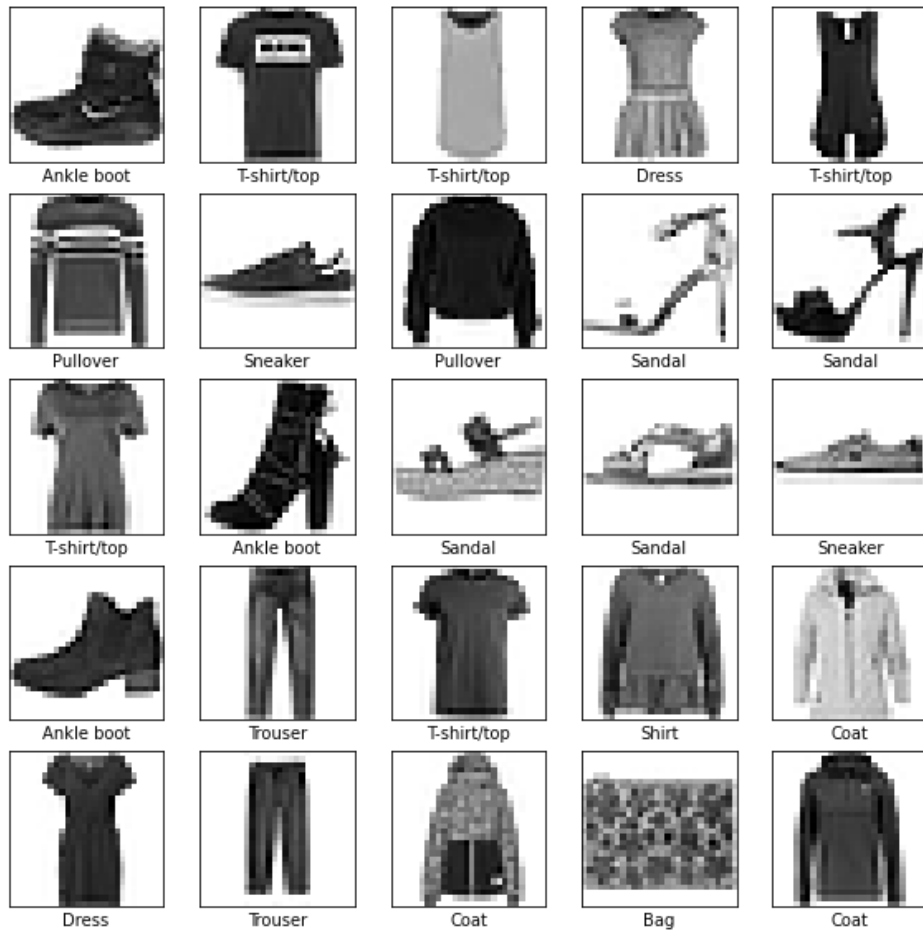 Ankle boot T-shirt/top T-shirt/top Dress T-shirt/top
Pullover Sneaker Pullover Sandal Sandal
T-shirt/top Ankle boot Sandal Sandal Sneaker
Ankle boot Trouser T-shirt/top Shirt Coat
Dress Trouser Coat Bag Coat